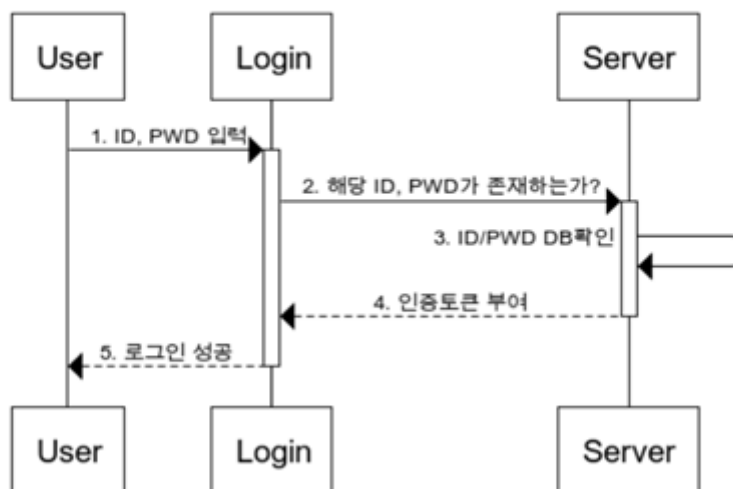 User
Login
Server
1. ID, PWD 입력
2. 해당 ID, PWD가 존재하는가?
3. ID/PWD DB확인
4. 인증토큰 부여
5. 로그인 성공
User
Login
Server